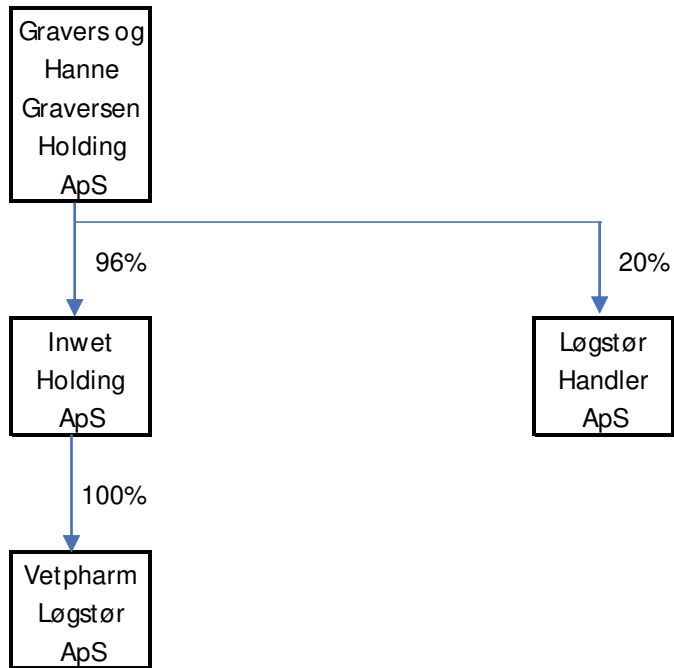 Gravers og
Hanne
Graversen
Holding
ApS
96%
20%
Inwet
Holding
ApS
Løgstør
Handler
ApS
100%
Vetpharm
Løgstør
ApS